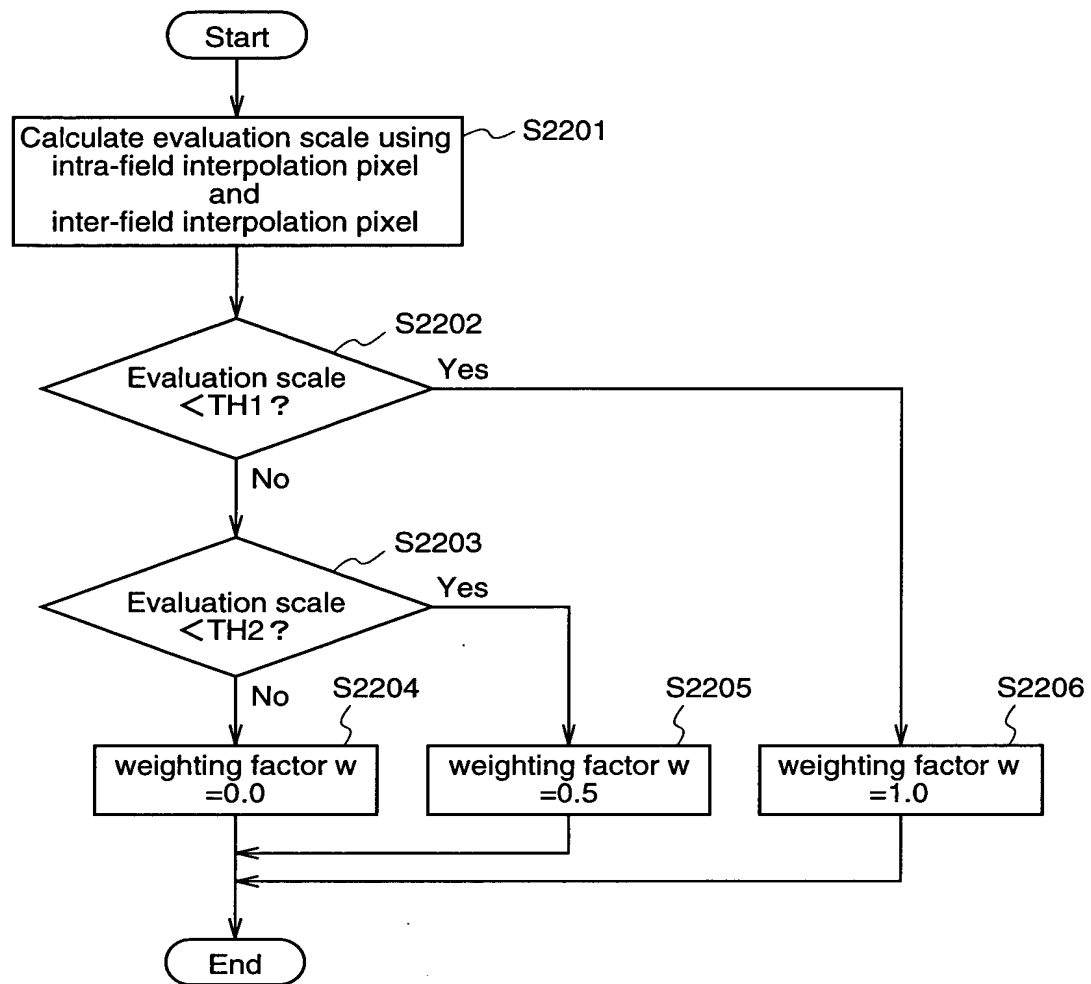 Start
Calculate evaluation scale using
intra-field interpolation pixel
and
inter-field interpolation pixel
S2201
S2202
Evaluation scale
<TH1?
Yes
No
S2203
Evaluation scale
<TH2?
Yes
No
S2204
weighting factor w
=0.0
S2205
weighting factor w
=0.5
S2206
weighting factor w
=1.0
End